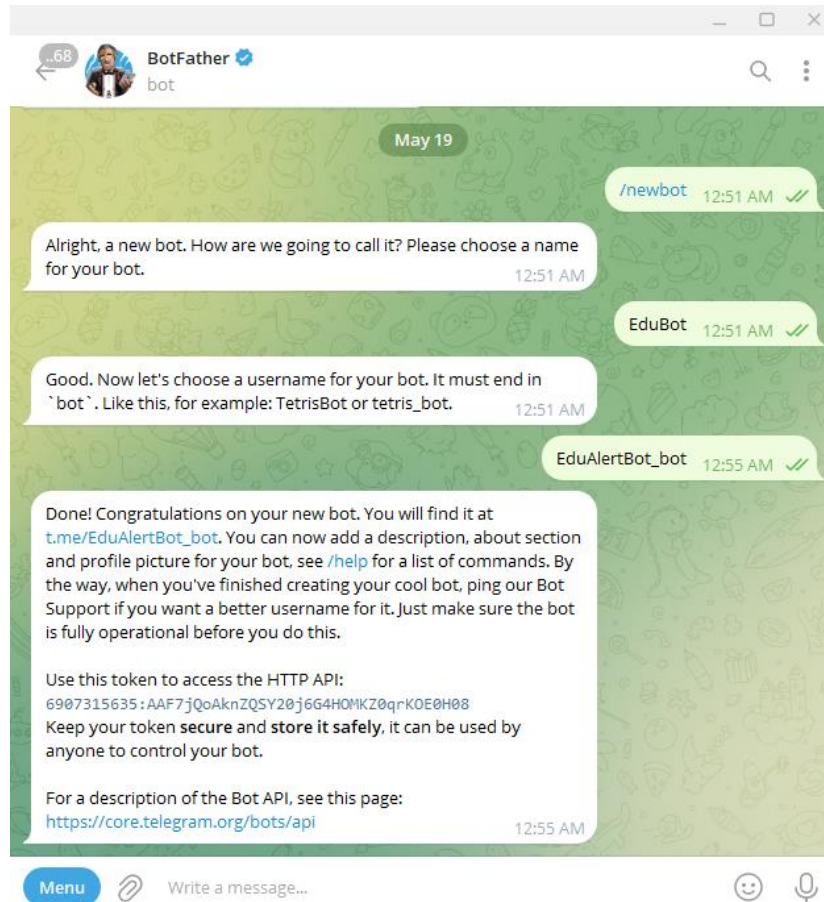 ..68
BotFather
bot
May 19
/newbot 12:51 AM
Alright, a new bot. How are we going to call it? Please choose a name
for your bot.
12:51 AM
EduBot 12:51 AM
Good. Now let's choose a username for your bot. It must end in
`bot`. Like this, for example: TetrisBot or tetris_bot.
12:51 AM
EduAlertBot_bot 12:55 AM
Done! Congratulations on your new bot. You will find it at
t.me/EduAlertBot_bot. You can now add a description, about section
and profile picture for your bot, see /help for a list of commands. By
the way, when you've finished creating your cool bot, ping our Bot
Support if you want a better username for it. Just make sure the bot
is fully operational before you do this.
Use this token to access the HTTP API:
6907315635:AAF7jQoAknZQSY20j6G4HOMKZ0qrKOE0H08
Keep your token secure and store it safely, it can be used by
anyone to control your bot.
For a description of the Bot API, see this page:
https://core.telegram.org/bots/api
12:55 AM
Menu
Write a message...